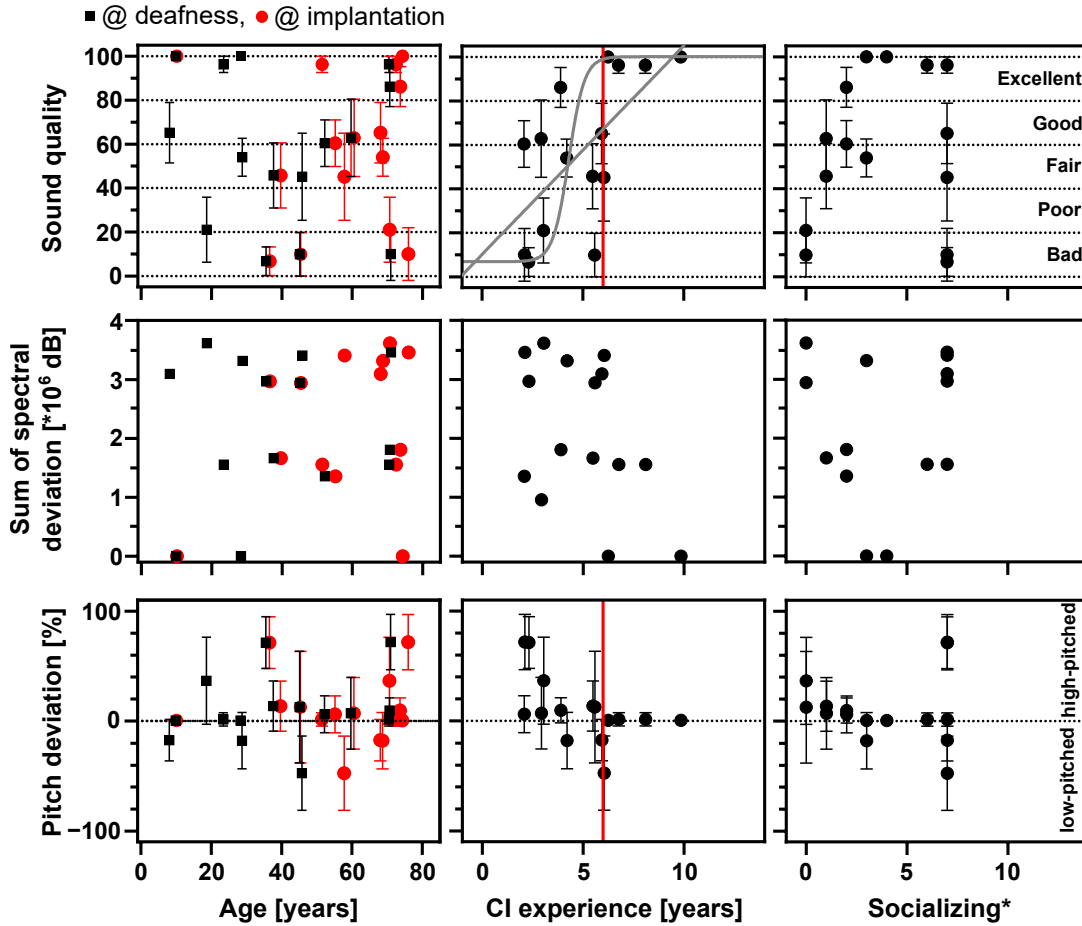 ■ @ deafness, ● @ implantation
Sound quality
100
80
60
40
20
0
Excellent
Good
Fair
Poor
Bad
Sum of spectral
deviation [*10⁶ dB]
4
3
2
1
0
Pitch deviation [%]
100
0
−100
low-pitched high-pitched
0 20 40 60 80
0 5 10
0 5 10
Age [years]
CI experience [years]
Socializing*